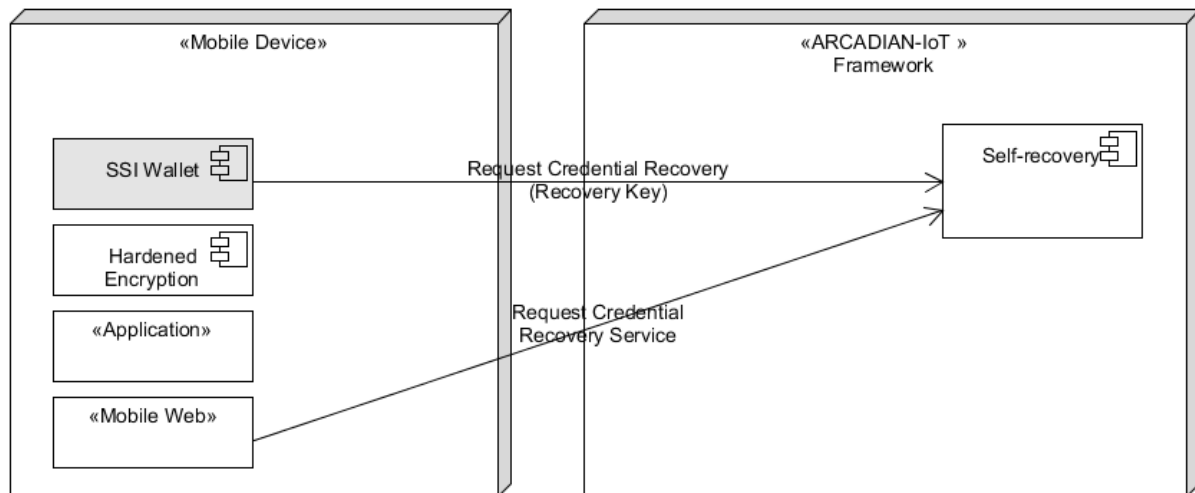 «Mobile Device»
«ARCADIAN-IoT »
Framework
SSI Wallet
Self-recovery
Request Credential Recovery
(Recovery Key)
Hardened
Encryption
Request Credential
Recovery Service
«Application»
«Mobile Web»